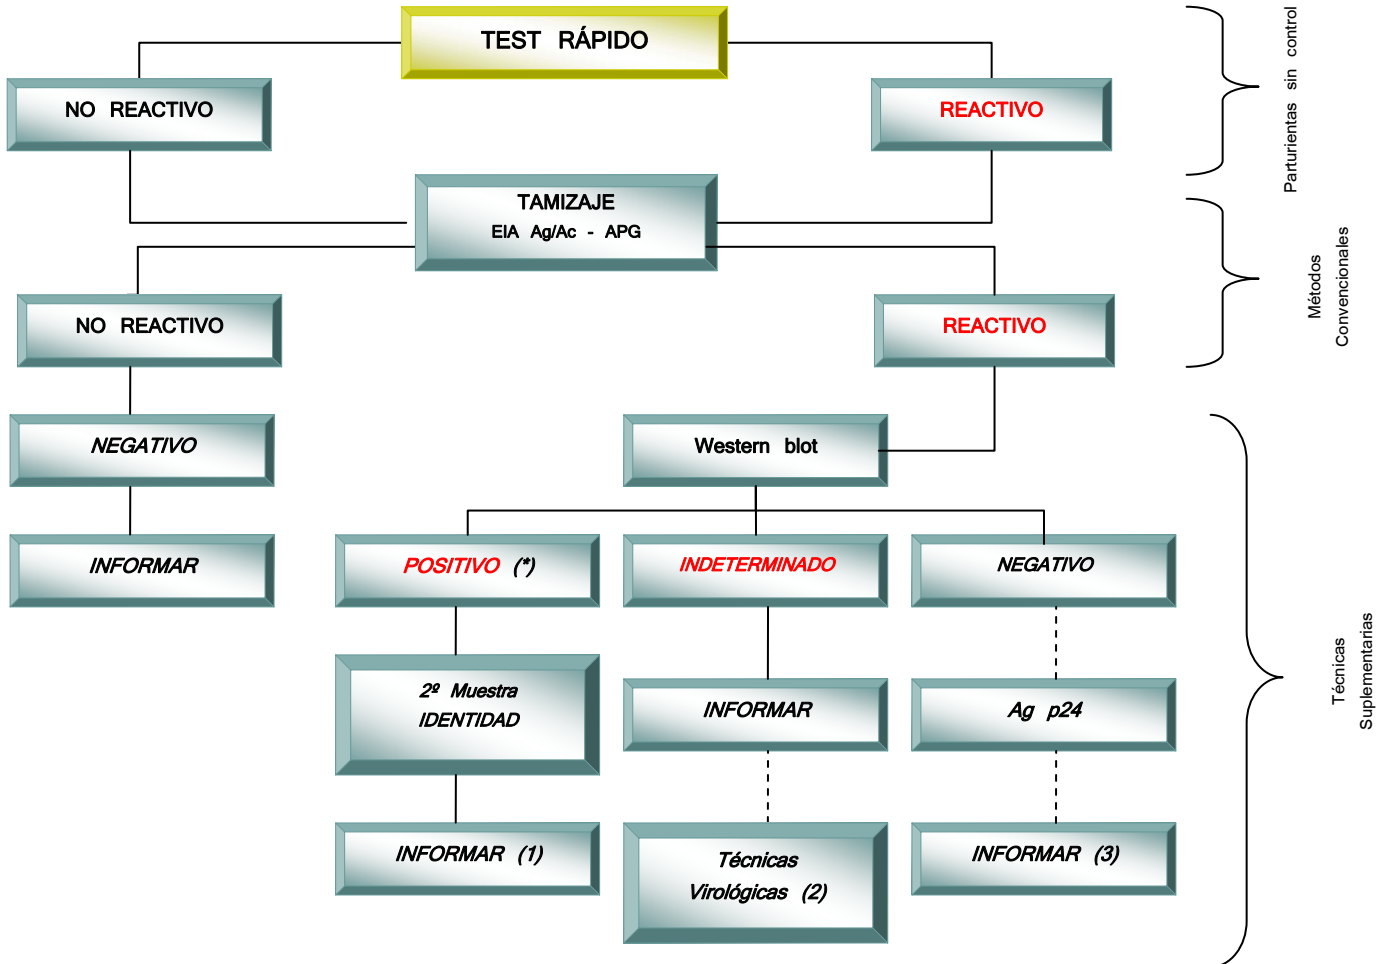 TEST RÁPIDO
NO REACTIVO
REACTIVO
Parturientas sin control
TAMIZAJE
EIA Ag/Ac - APG
NO REACTIVO
REACTIVO
Métodos
Convencionales
NEGATIVO
Western blot
INFORMAR
POSITIVO (*)
INDETERMINADO
NEGATIVO
2º Muestra
IDENTIDAD
INFORMAR
Ag p24
INFORMAR (1)
Técnicas
Virológicas (2)
INFORMAR (3)
Técnicas
Suplementarias